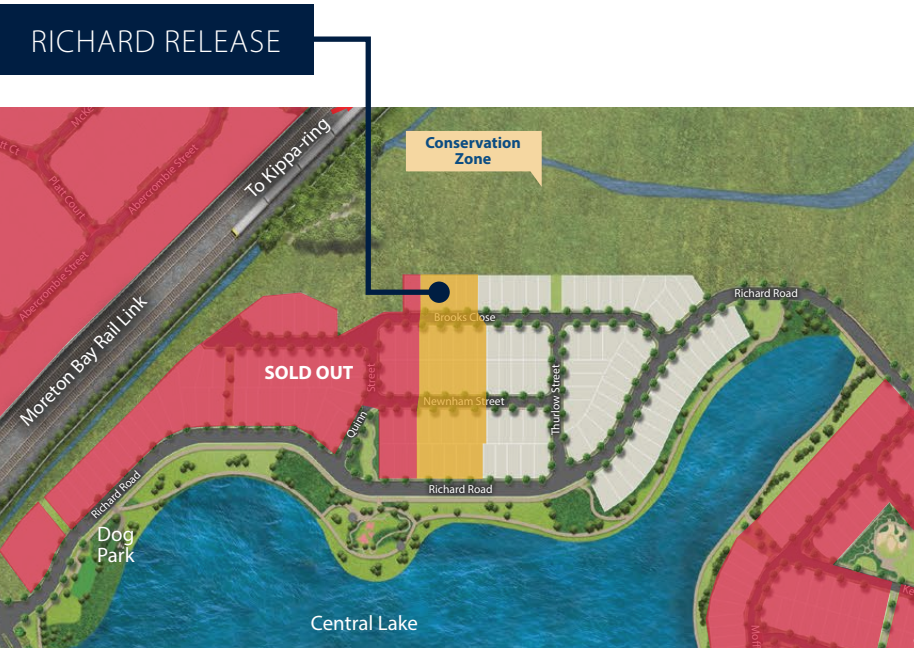 RICHARD RELEASE
To Kippa-ring
Conservation
Zone
Platt Court
Abercrombie Street
Abercrombie Street
Moreton Bay Rail Link
Richard Road
Brooks Close
SOLD OUT
Street
Quinn
Newnham Street
Thurlow Street
Richard Road
Richard Road
Dog
Park
Central Lake